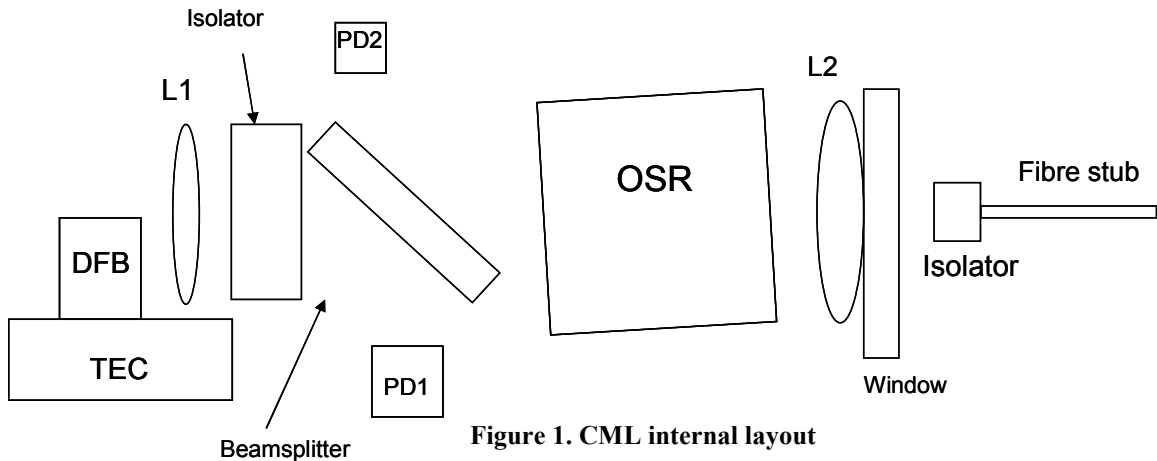 Isolator
PD2
L1
L2
OSR
Fibre stub
DFB
Isolator
TEC
PD1
Window
Beamsplitter
Figure 1. CML internal layout